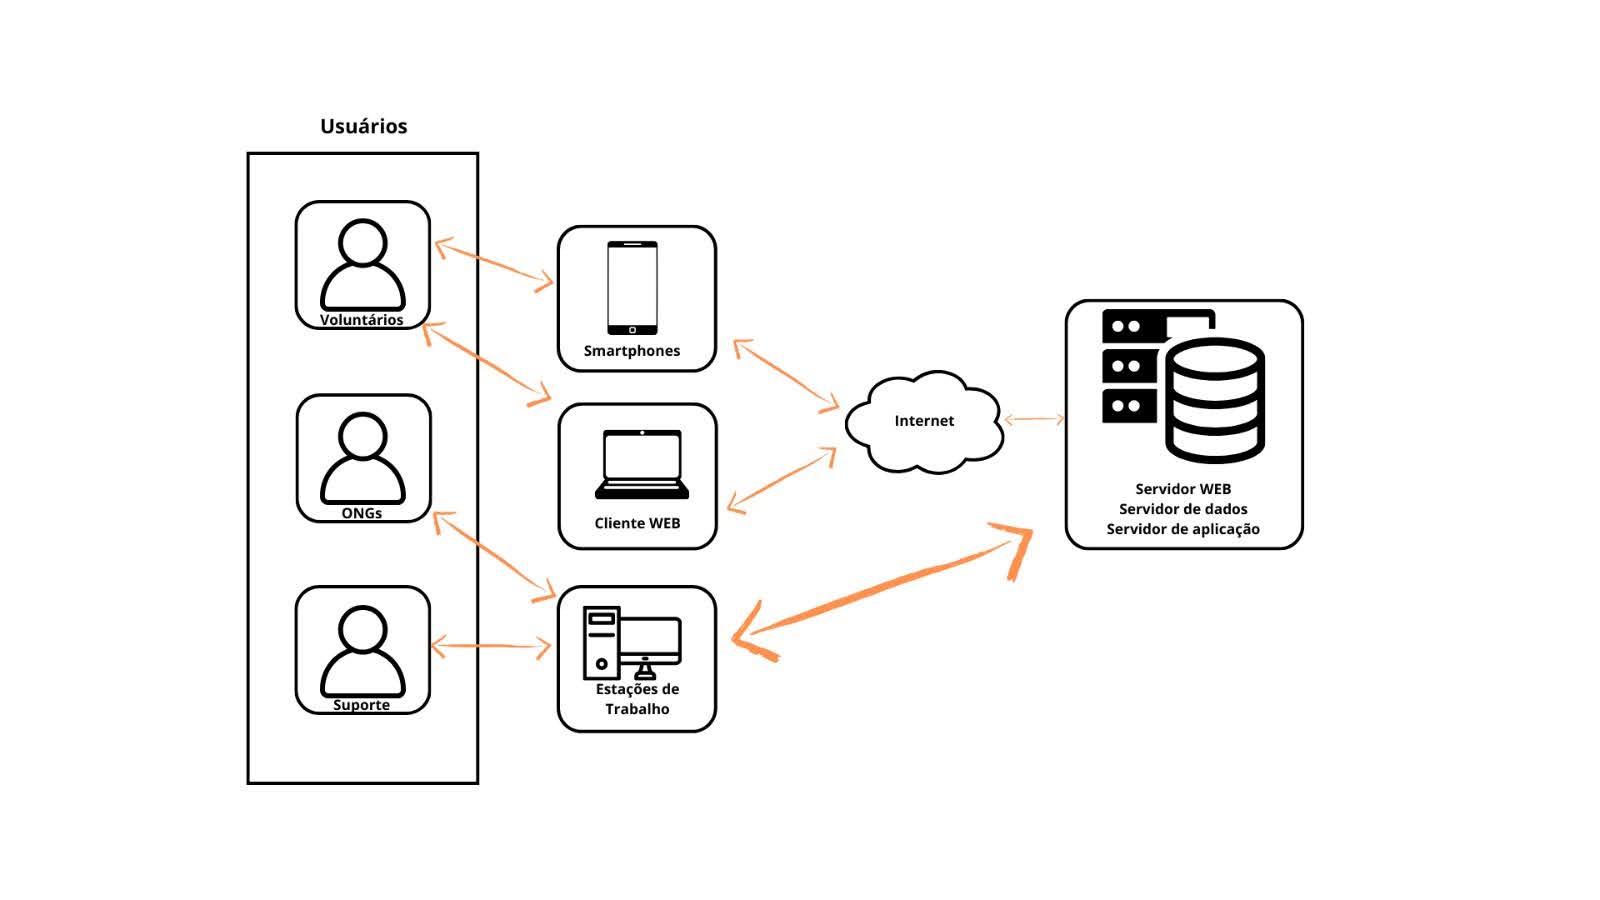 Usuários
Voluntários
ONGs
Suporte
Smartphones
Cliente WEB
Estações de
Trabalho
Internet
Servidor WEB
Servidor de dados
Servidor de aplicação